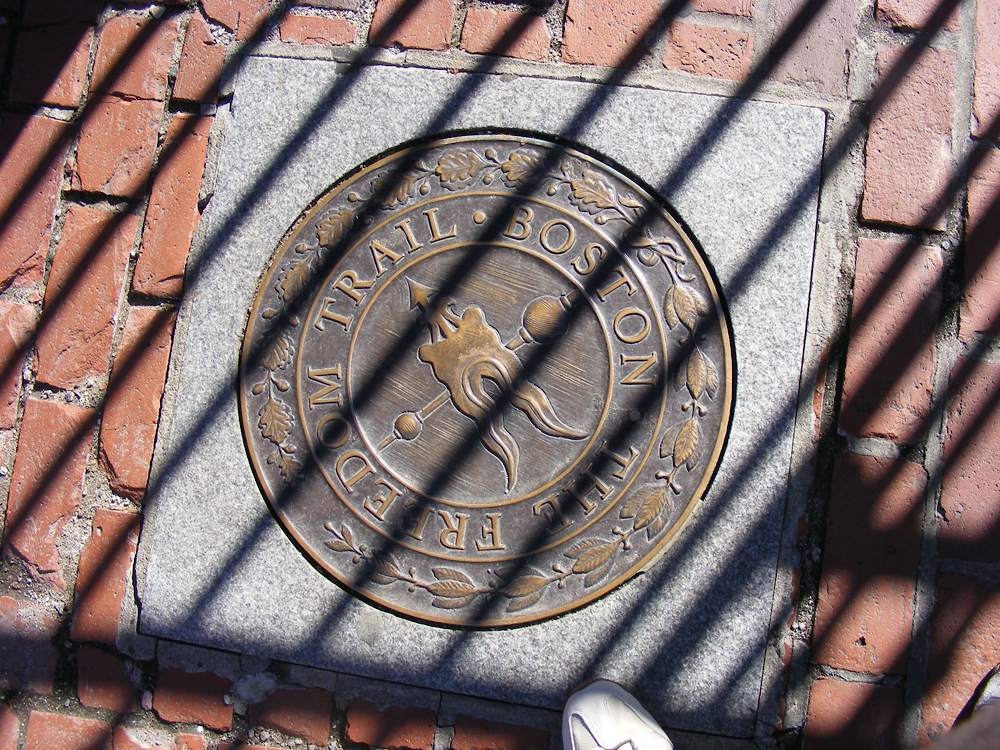 THE FREEDOM TRAIL • BOSTON •